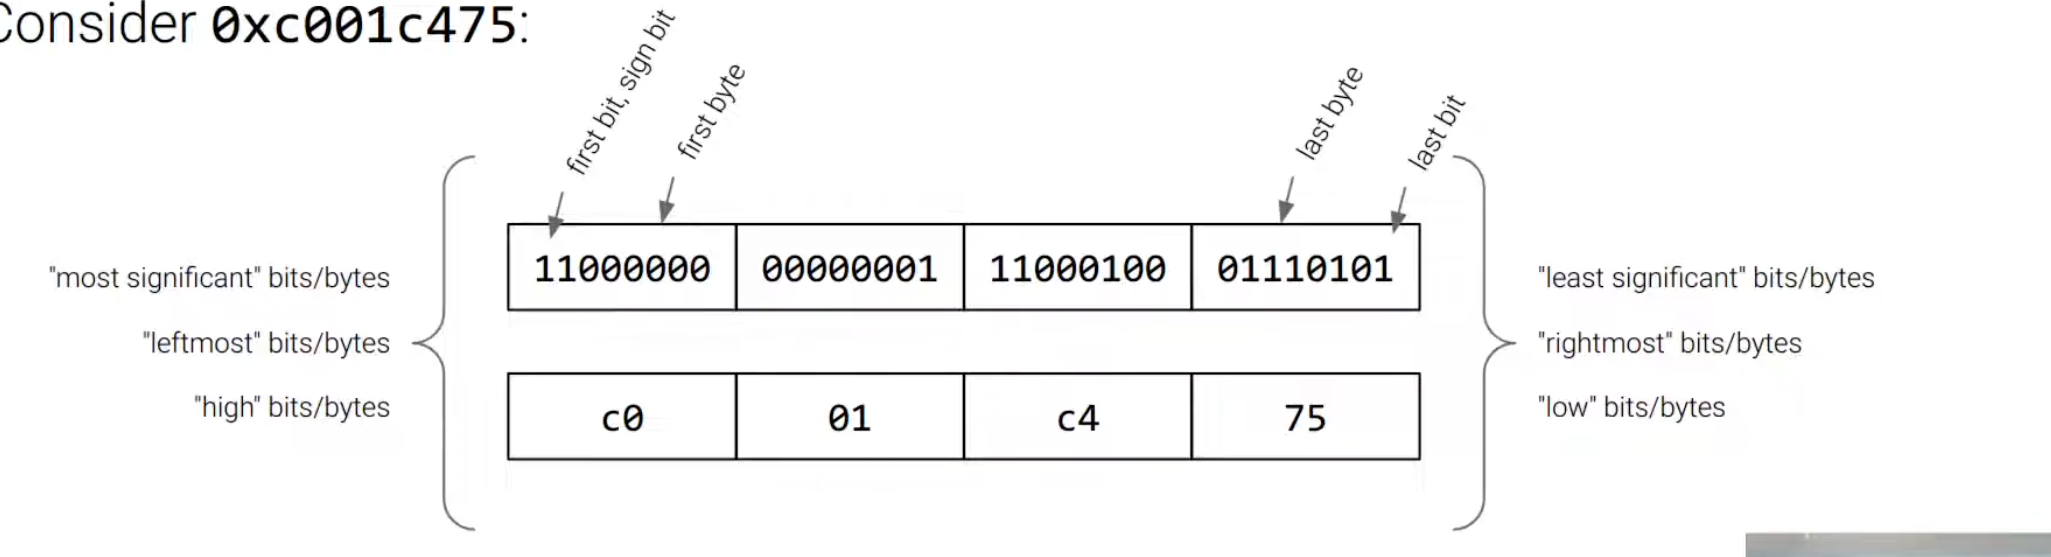 Consider 0xc001c475:
first bit, sign bit
first byte
last byte
last bit
11000000 00000001 11000100 01110101
"most significant" bits/bytes
"leftmost" bits/bytes
"high" bits/bytes
"least significant" bits/bytes
"rightmost" bits/bytes
"low" bits/bytes
c0 01 c4 75